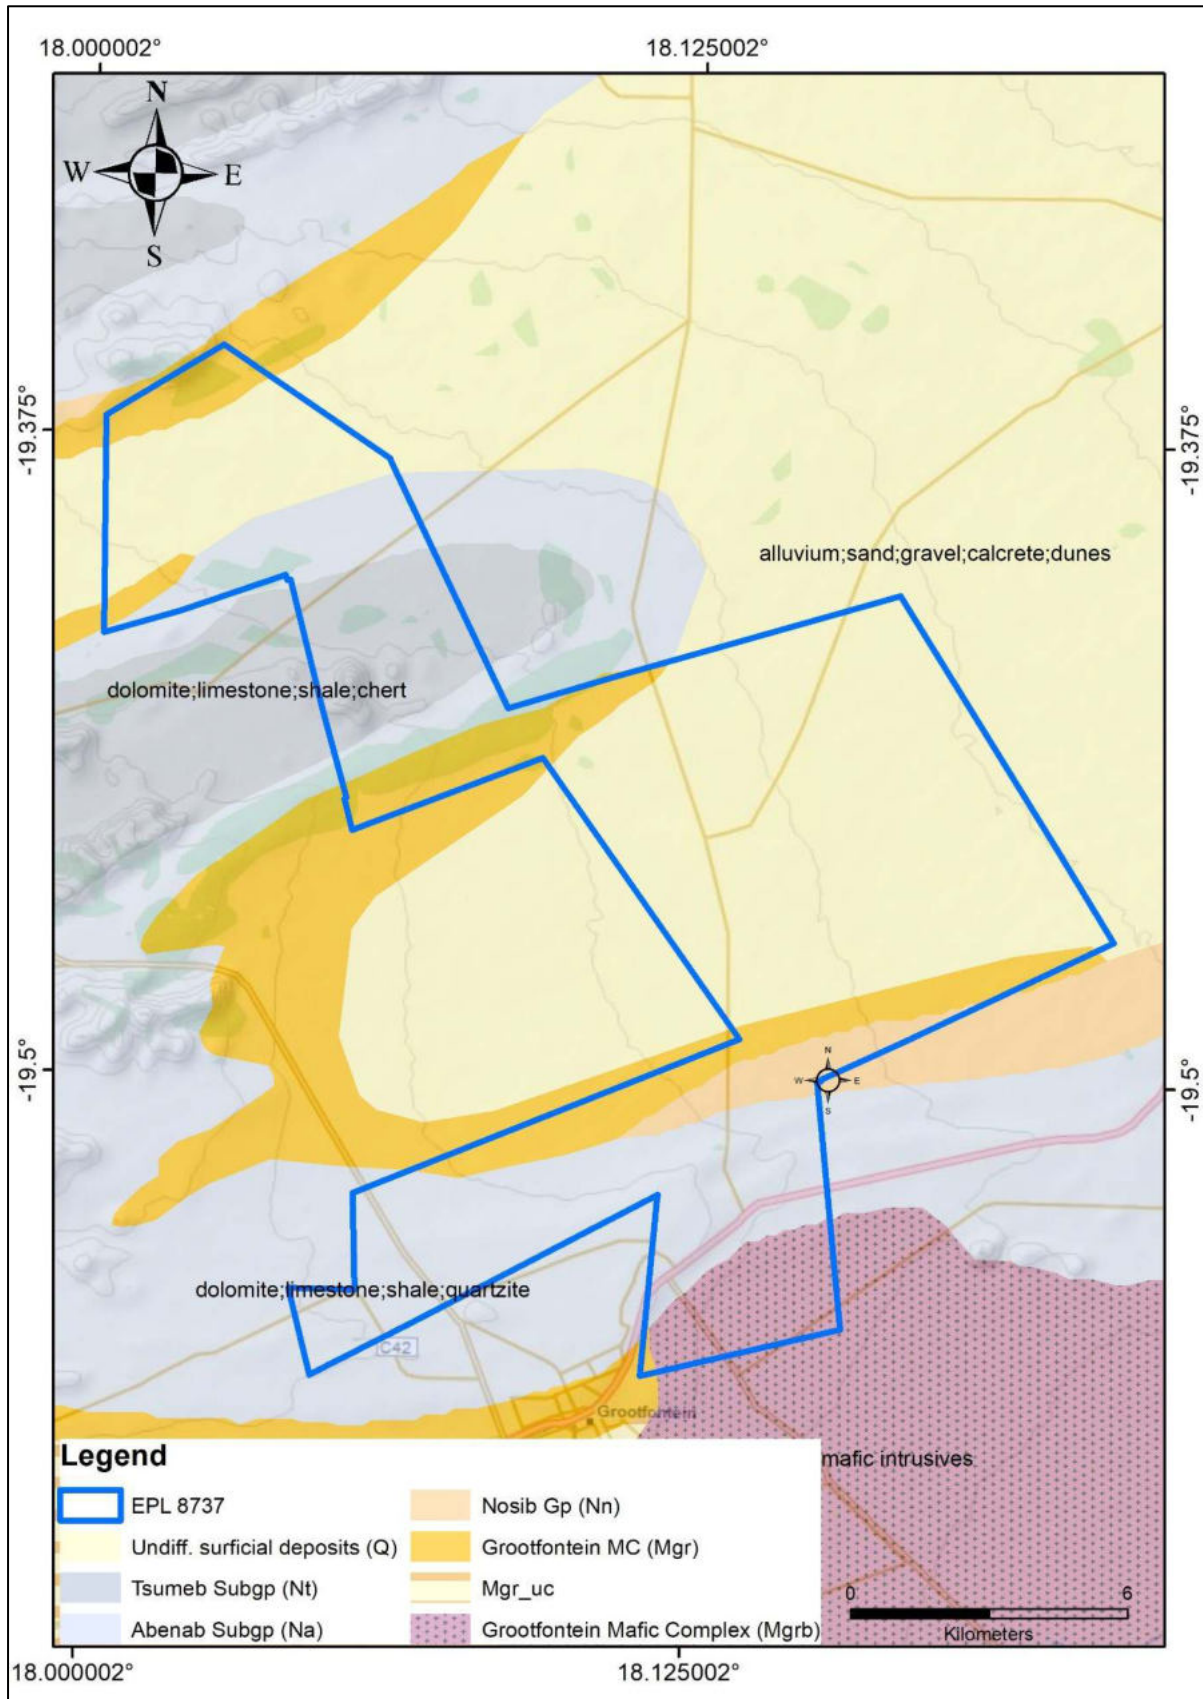 18.000002° 18.125002°
N
W E
S
-19.375° -19.375°
alluvium;sand;gravel;calcrete;dunes
dolomite;limestone;shale;chert
-19.5° -19.5°
N
W E
S
dolomite;limestone;shale;quartzite
C42
Grootfontein
mafic intrusives
Legend
EPL 8737
Undiff. surficial deposits (Q)
Tsumeb Subgp (Nt)
Abenab Subgp (Na)
Nosib Gp (Nn)
Grootfontein MC (Mgr)
Mgr_uc
Grootfontein Mafic Complex (Mgrb)
0 6
Kilometers
18.000002° 18.125002°